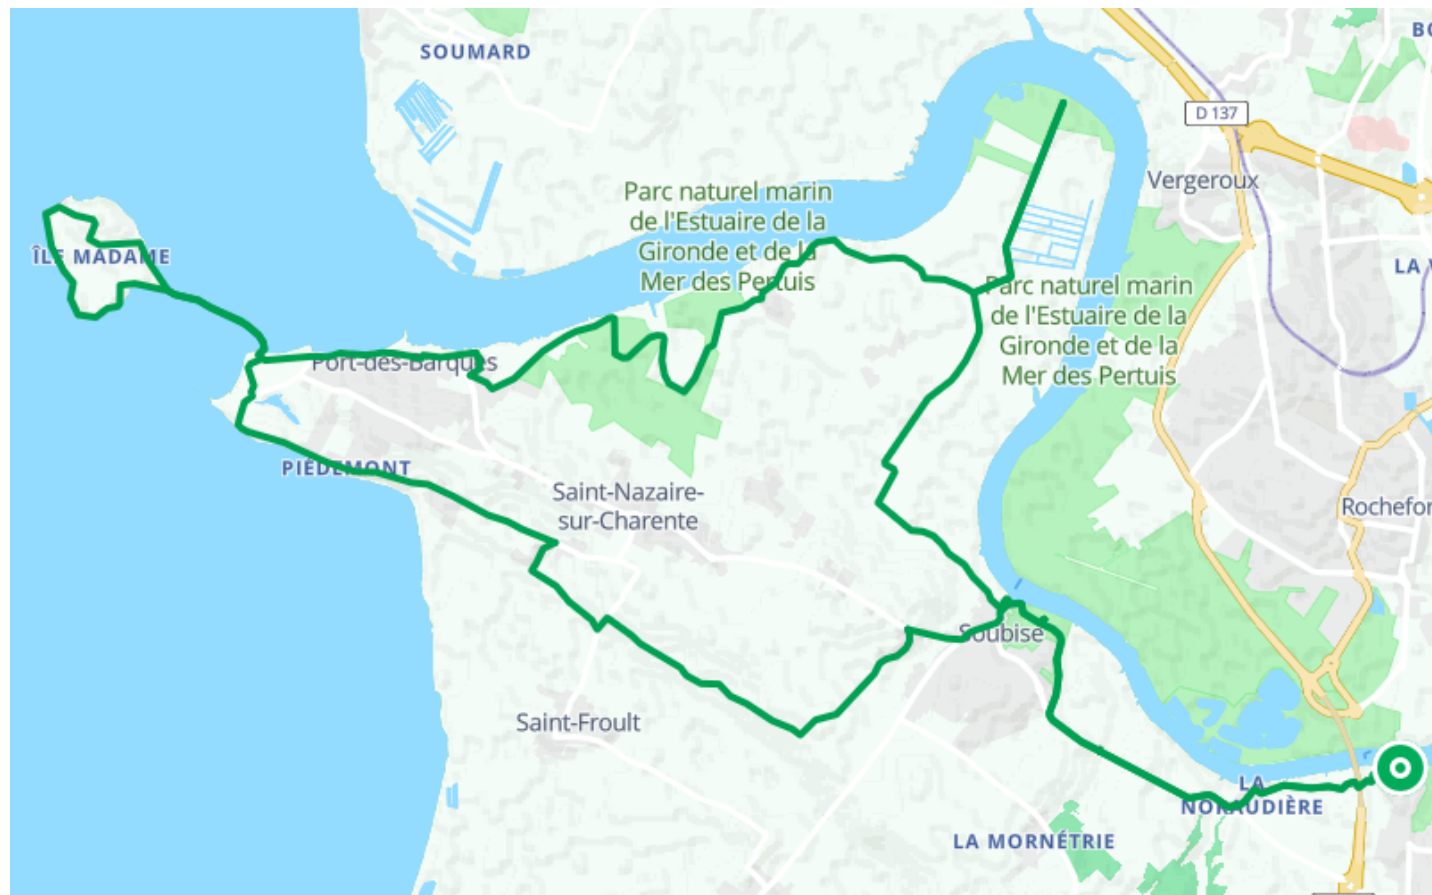 SOUMARD
D 137
Vergeroux
Parc naturel marin
de l'Estuaire de la
Gironde et de la
Mer des Pertuis
ÎLE MADAME
LA
Parc naturel marin
de l'Estuaire de la
Gironde et de la
Mer des Pertuis
Port-des-Barques
PIÉDEMONT
Saint-Nazaire-
sur-Charente
Rochefor
Soubise
Saint-Froult
LA
NORAUDIÈRE
LA MORNÉTRIE